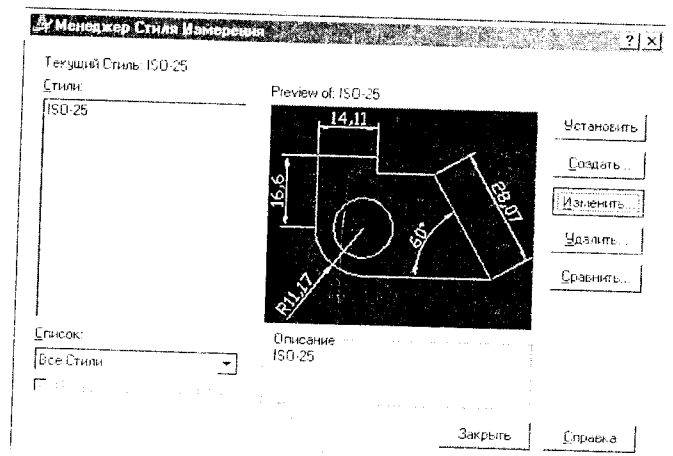 Менеджер Стиля Измерения
Текущий Стиль: ISO-25
Стили:
ISO-25
Preview of: ISO-25
14,11
16,6
28,07
60°
R11,17
Установить
Создать...
Изменить...
Удалить...
Сравнить...
Список:
Все Стили
Описание
ISO-25
Закрыть
Справка